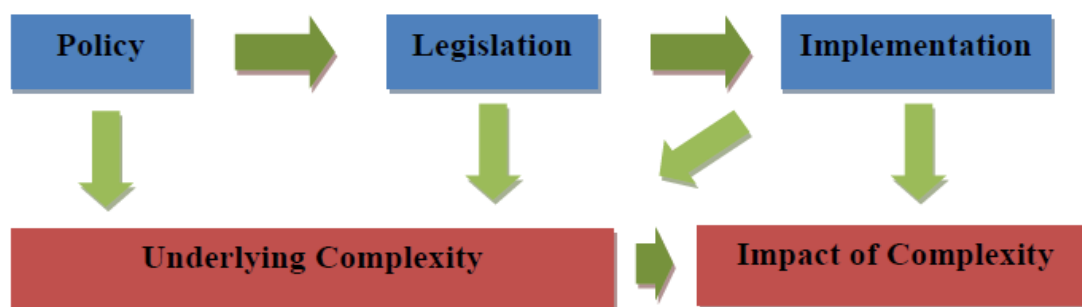 Policy
Legislation
Implementation
Underlying Complexity
Impact of Complexity